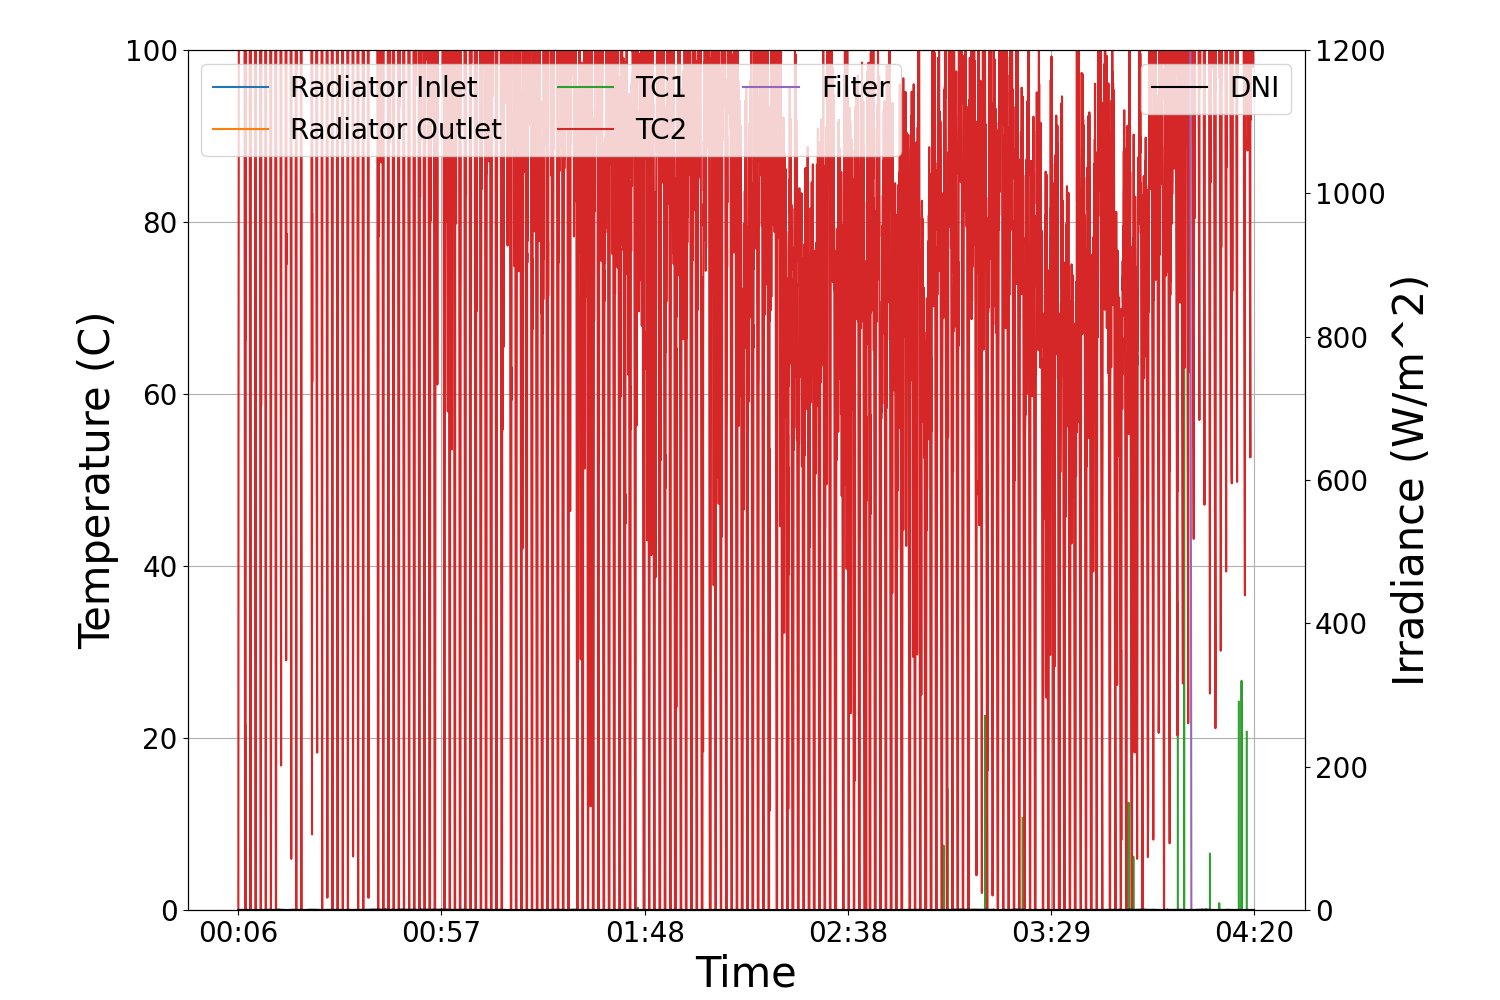 Radiator Inlet
Radiator Outlet
TC1
TC2
Filter
DNI
100
80
60
40
20
0
Temperature (C)
1200
1000
800
600
400
200
0
Irradiance (W/m^2)
00:06 00:57 01:48 02:38 03:29 04:20
Time